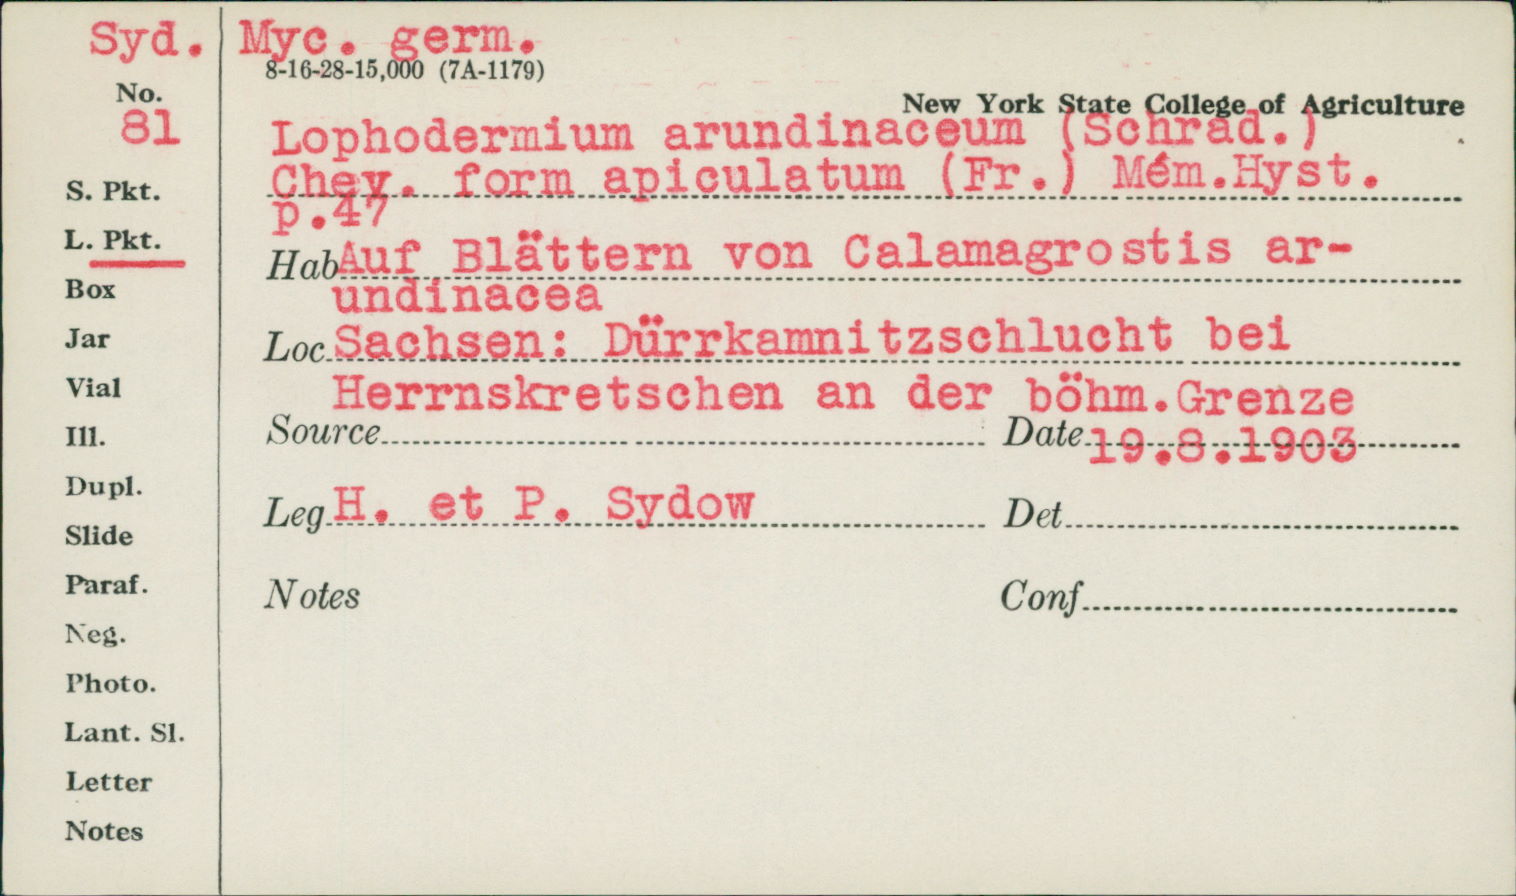 Syd. Myc. germ.
8-16-28-15,000 (7A-1179)
No.
81
New York State College of Agriculture
Lophodermium arundinaceum (Schrad.)
Chev. form apiculatum (Fr.) Mém.Hyst.
p.47
Hab Auf Blättern von Calamagrostis ar-
undinacea
Loc Sachsen: Dürrkamnitzschlucht bei
Herrnskretschen an der böhm.Grenze
Source Date 19.8.1903
Leg H. et P. Sydow Det
Notes Conf
S. Pkt.
L. Pkt.
Box
Jar
Vial
Ill.
Dupl.
Slide
Paraf.
Neg.
Photo.
Lant. Sl.
Letter
Notes